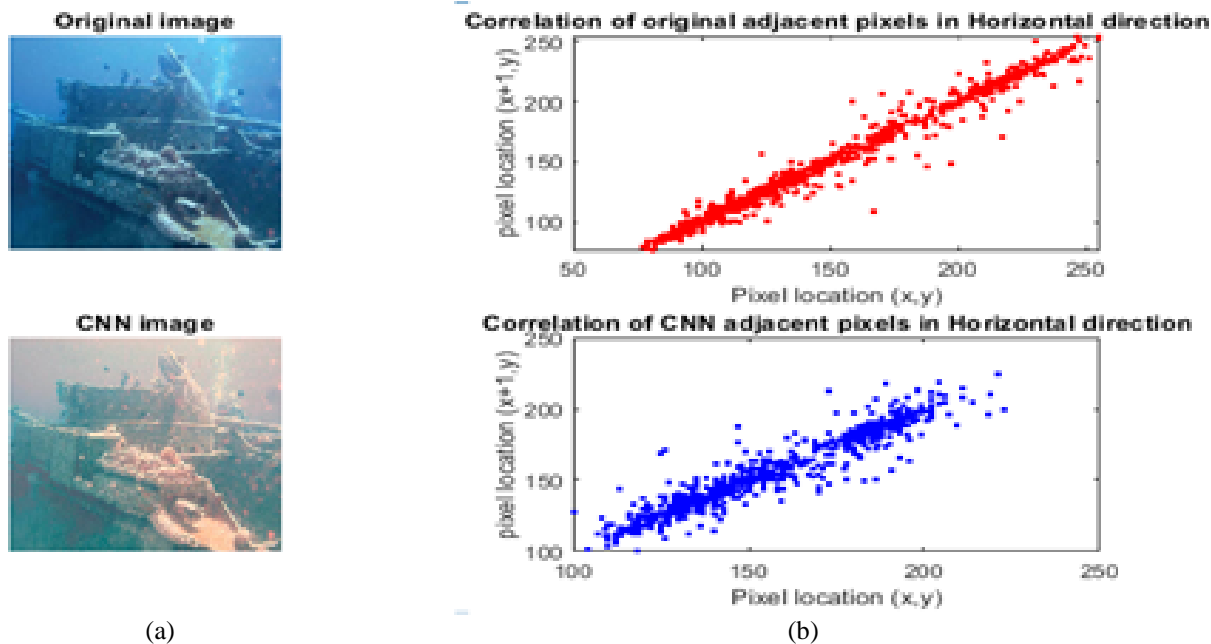 Original image
Correlation of original adjacent pixels in Horizontal direction
pixel location (x+1,y)
250
200
150
100
50
100
150
200
250
Pixel location (x,y)
CNN image
Correlation of CNN adjacent pixels in Horizontal direction
pixel location (x+1,y)
250
200
150
100
100
150
200
250
Pixel location (x,y)
(a)
(b)